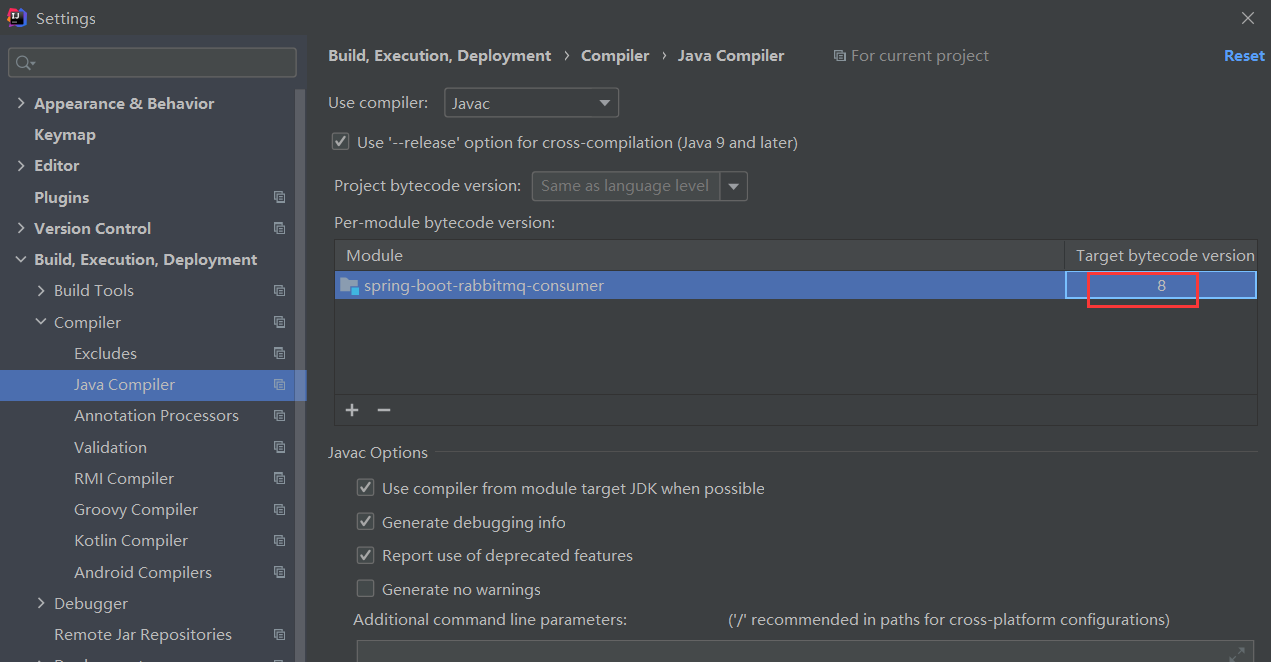 Settings
Appearance & Behavior
Keymap
Editor
Plugins
Version Control
Build, Execution, Deployment
Build Tools
Compiler
Excludes
Java Compiler
Annotation Processors
Validation
RMI Compiler
Groovy Compiler
Kotlin Compiler
Android Compilers
Debugger
Remote Jar Repositories
Build, Execution, Deployment › Compiler › Java Compiler For current project Reset
Use compiler: Javac
Use '--release' option for cross-compilation (Java 9 and later)
Project bytecode version: Same as language level
Per-module bytecode version:
Module Target bytecode version
spring-boot-rabbitmq-consumer 8
Javac Options
Use compiler from module target JDK when possible
Generate debugging info
Report use of deprecated features
Generate no warnings
Additional command line parameters: ('/' recommended in paths for cross-platform configurations)